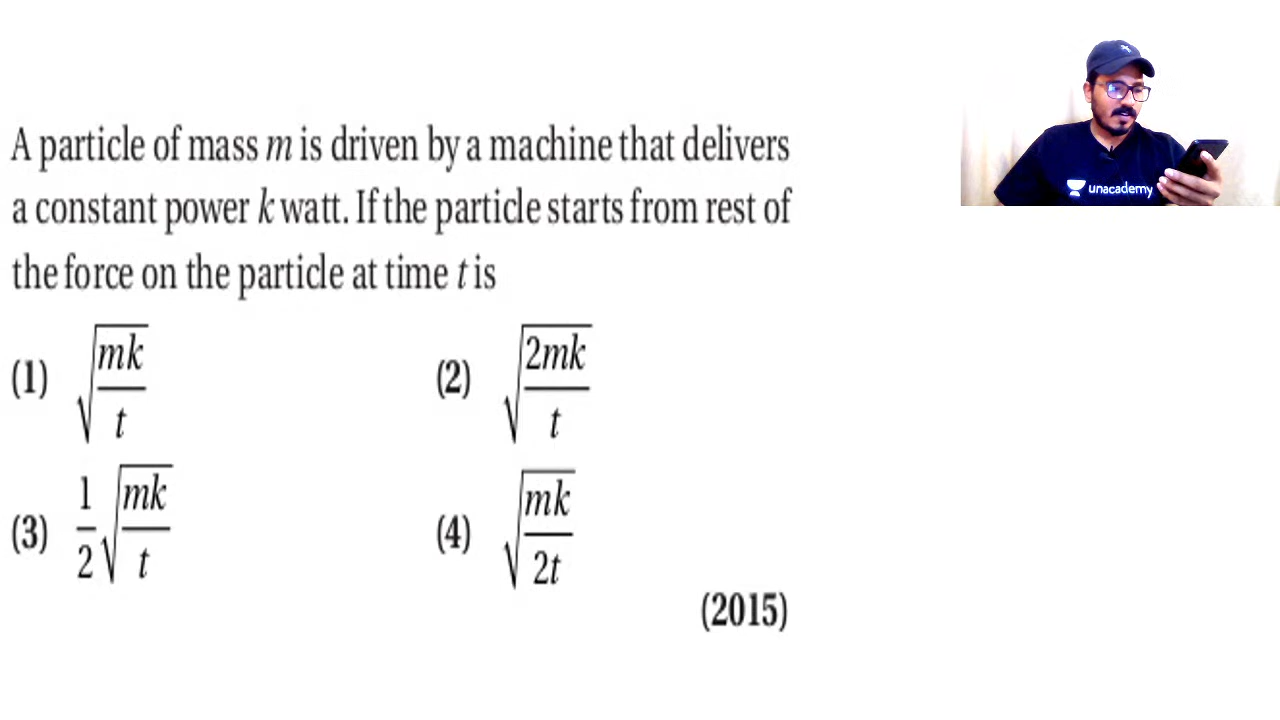 A particle of mass m is driven by a machine that delivers
a constant power k watt. If the particle starts from rest of
the force on the particle at time t is
(1) √(mk/t) (2) √(2mk/t)
(3) 1/2 √(mk/t) (4) √(mk/2t)
(2015)
unacademy